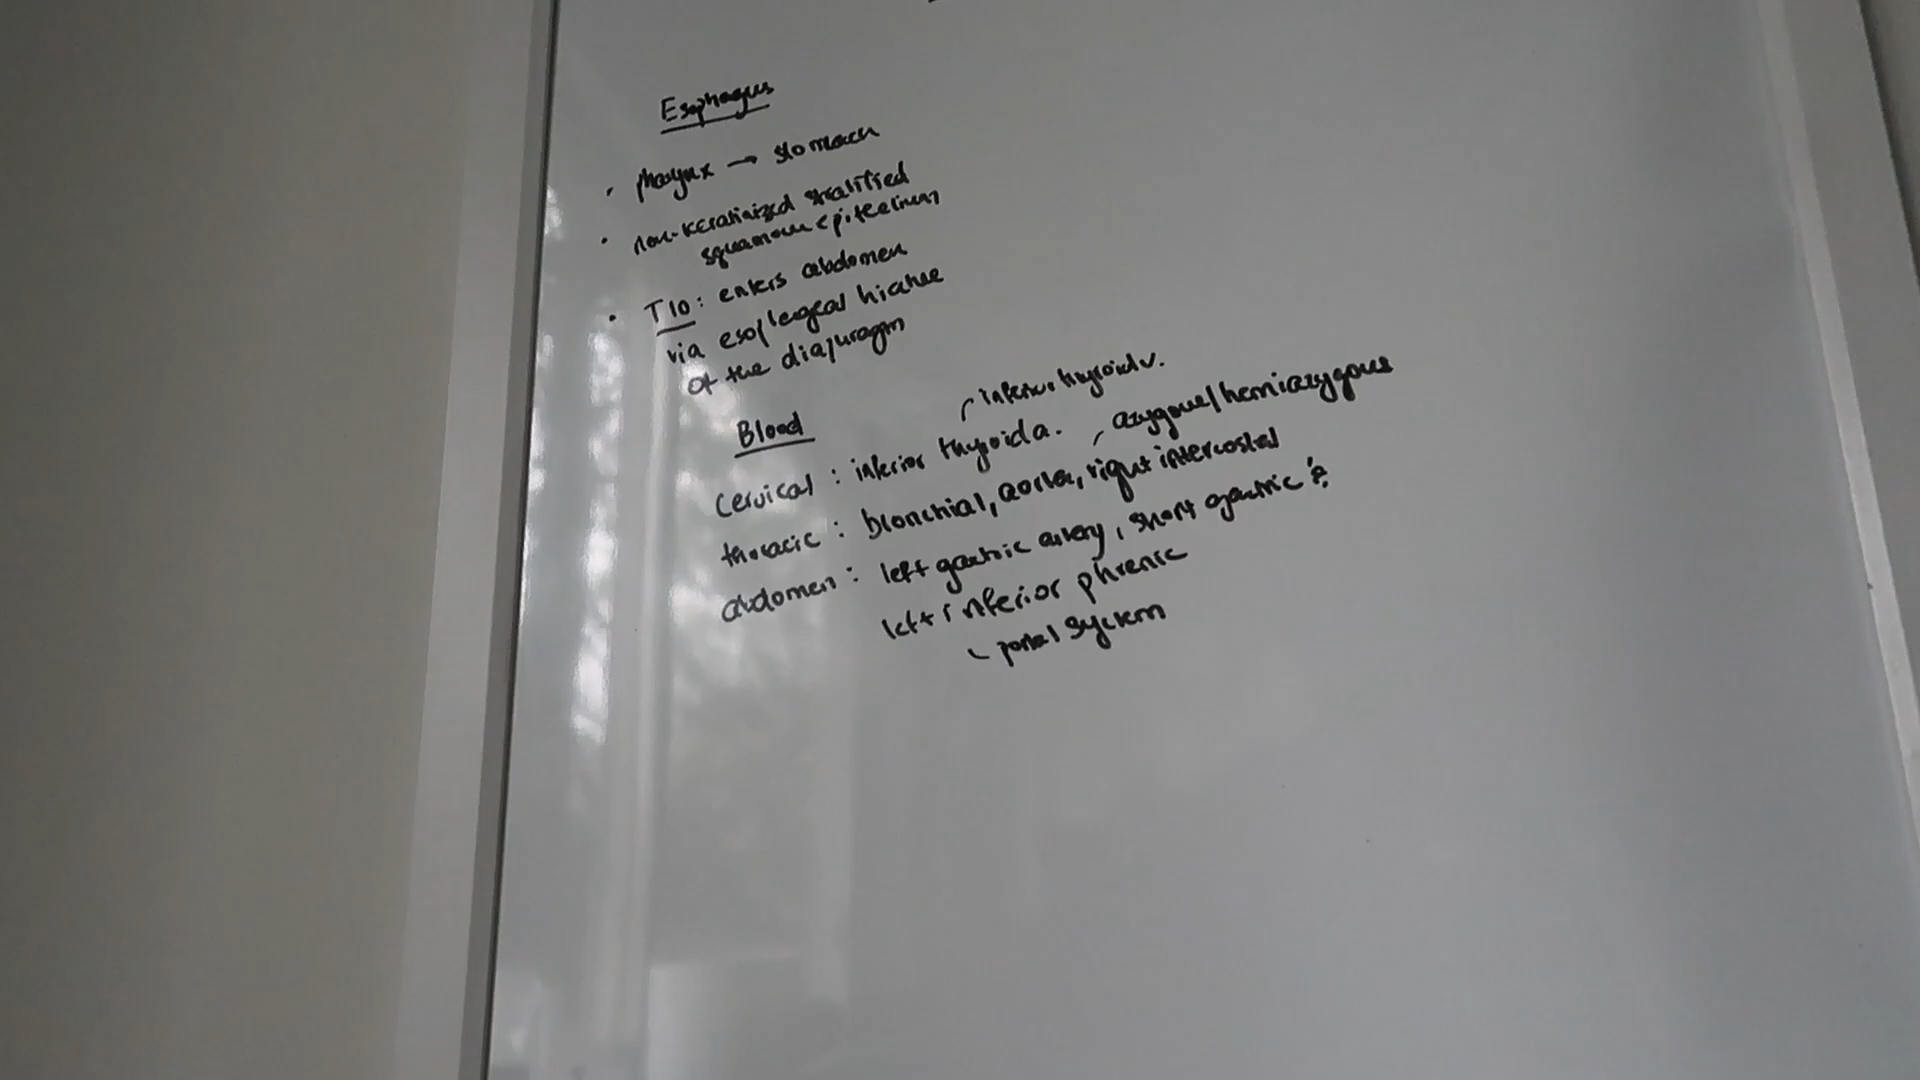 Esophagus
• pharynx → stomach
• non-keratinized stratified
squamous epithelium
• T10: enters abdomen
via esophageal hiatus
of the diaphragm
Blood
inferior thyroid v.
cervical : inferior thyroid a.
azygous/hemiazygous
thoracic : bronchial, aorta, right intercostal
abdomen : left gastric artery, short gastric &
left inferior phrenic
portal system